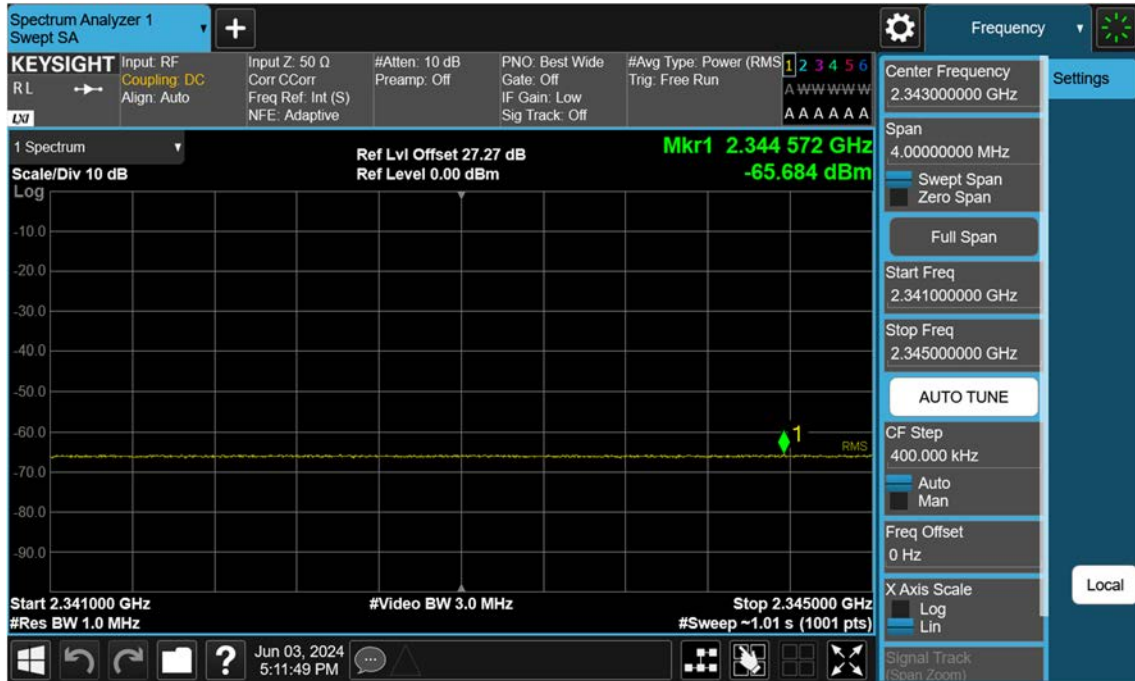 Spectrum Analyzer 1
Swept SA
Frequency
KEYSIGHT
R L
LXI
Input: RF
Coupling: DC
Align: Auto
Input Z: 50 Ω
Corr CCorr
Freq Ref: Int (S)
NFE: Adaptive
#Atten: 10 dB
Preamp: Off
PNO: Best Wide
Gate: Off
IF Gain: Low
Sig Track: Off
#Avg Type: Power (RMS
Trig: Free Run
1 2 3 4 5 6
A W W W W W
A A A A A A
1 Spectrum
Scale/Div 10 dB
Log
Ref Lvl Offset 27.27 dB
Ref Level 0.00 dBm
Mkr1 2.344 572 GHz
-65.684 dBm
-10.0
-20.0
-30.0
-40.0
-50.0
-60.0
-70.0
-80.0
-90.0
1
RMS
Start 2.341000 GHz
#Res BW 1.0 MHz
#Video BW 3.0 MHz
Stop 2.345000 GHz
#Sweep ~1.01 s (1001 pts)
Jun 03, 2024
5:11:49 PM
?
Center Frequency
2.343000000 GHz
Span
4.00000000 MHz
Swept Span
Zero Span
Full Span
Start Freq
2.341000000 GHz
Stop Freq
2.345000000 GHz
AUTO TUNE
CF Step
400.000 kHz
Auto
Man
Freq Offset
0 Hz
X Axis Scale
Log
Lin
Signal Track
(Span Zoom)
Settings
Local